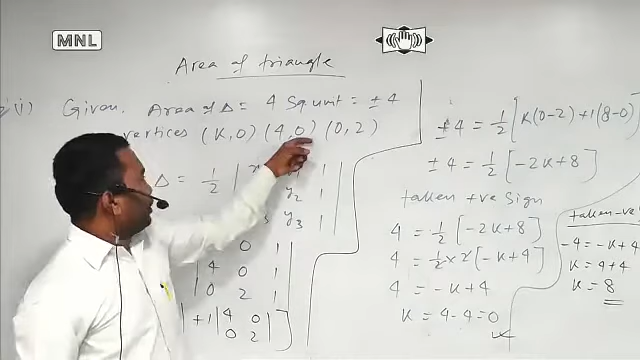 MNL
Area of triangle
(i) Given. Area of Δ = 4 Sq unit = ± 4
vertices (K,0) (4,0) (0,2)
Δ = 1/2 | 1
y2 1
y3 1
0 1
4 0 1
0 2 1
| +1 | 4 0
0 2 | ]
± 4 = 1/2 [ K(0-2) + 1(8-0)
± 4 = 1/2 [ -2K + 8 ]
taken +ve Sign
4 = 1/2 [ -2K + 8 ]
4 = 1/2 × 2 [ -K + 4 ]
4 = -K + 4
K = 4 - 4 = 0
taken -ve
-4 = -K + 4
K = 4 + 4
K = 8